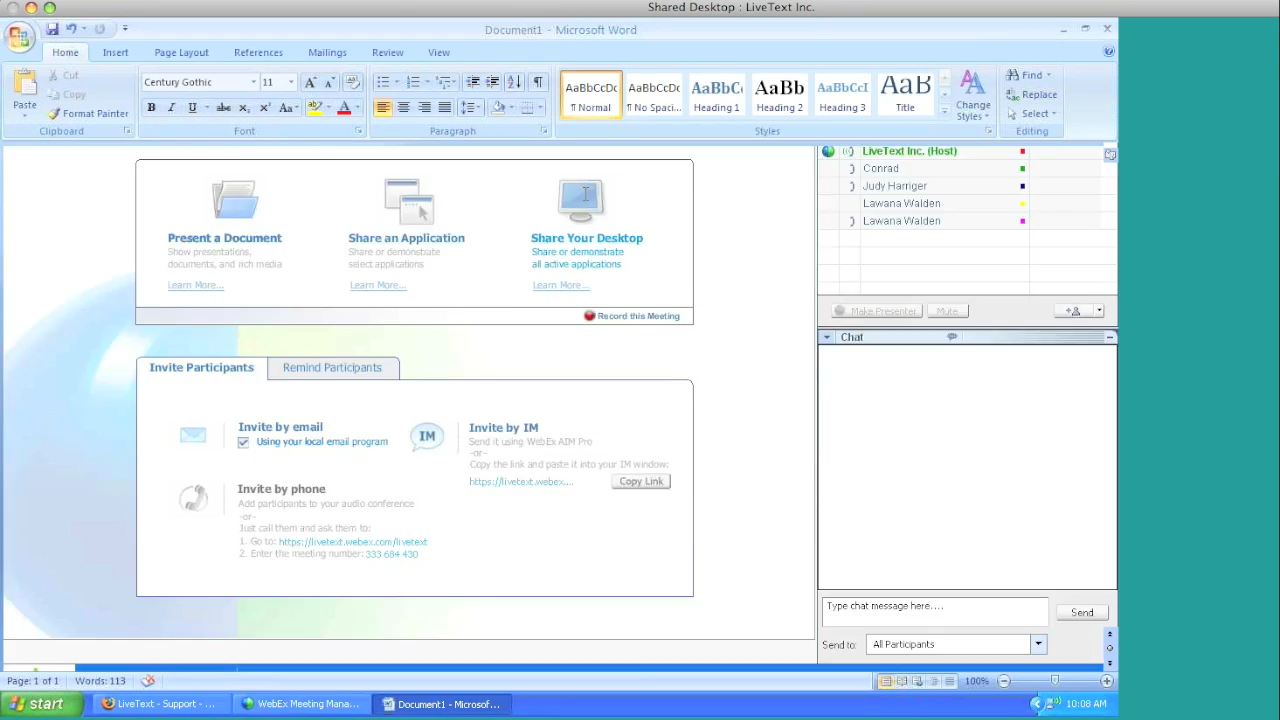 Shared Desktop : LiveText Inc.
Document1 - Microsoft Word
Home Insert Page Layout References Mailings Review View
Paste
Cut
Copy
Format Painter
Clipboard
Century Gothic 11
Font
Paragraph
AaBbCcDc AaBbCcDc AaBbC AaBb AaBbCcI AaB
¶ Normal ¶ No Spaci... Heading 1 Heading 2 Heading 3 Title
Change
Styles
Styles
Find
Replace
Select
Editing
Present a Document
Show presentations,
documents, and rich media
Learn More...
Share an Application
Share or demonstrate
select applications
Learn More...
Share Your Desktop
Share or demonstrate
all active applications
Learn More...
Record this Meeting
Invite Participants Remind Participants
Invite by email
Using your local email program
IM
Invite by IM
Send it using WebEx AIM Pro
-or-
Copy the link and paste it into your IM window:
https://livetext.webex.... Copy Link
Invite by phone
Add participants to your audio conference
-or-
Just call them and ask them to:
1. Go to: https://livetext.webex.com/livetext
2. Enter the meeting number: 333 684 430
LiveText Inc. (Host)
Conrad
Judy Harriger
Lawana Walden
Lawana Walden
Make Presenter Mute
Chat
Type chat message here....
Send
Send to: All Participants
Page: 1 of 1 Words: 113 100%
start LiveText - Support - ... WebEx Meeting Mana... Document1 - Microsof... 10:08 AM